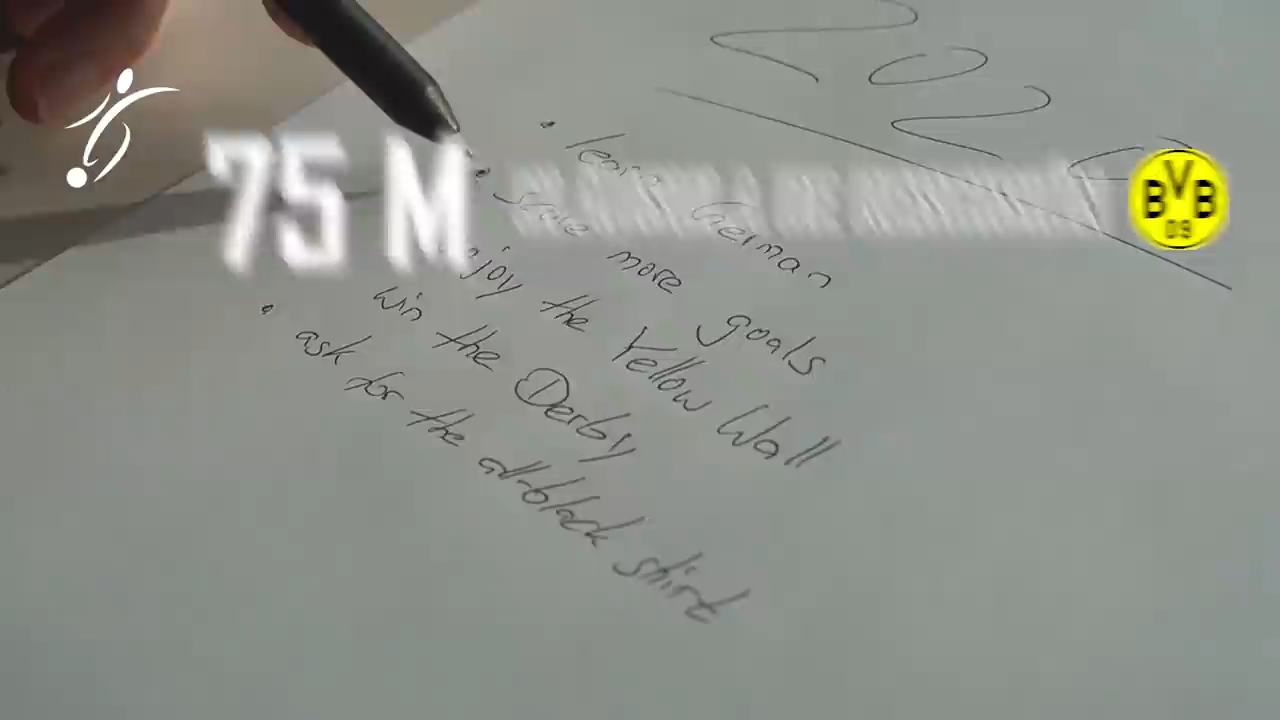 202
• learn German
• score more goals
enjoy the Yellow Wall
win the Derby
• ask for the all-black shirt
75 M
BVB
09